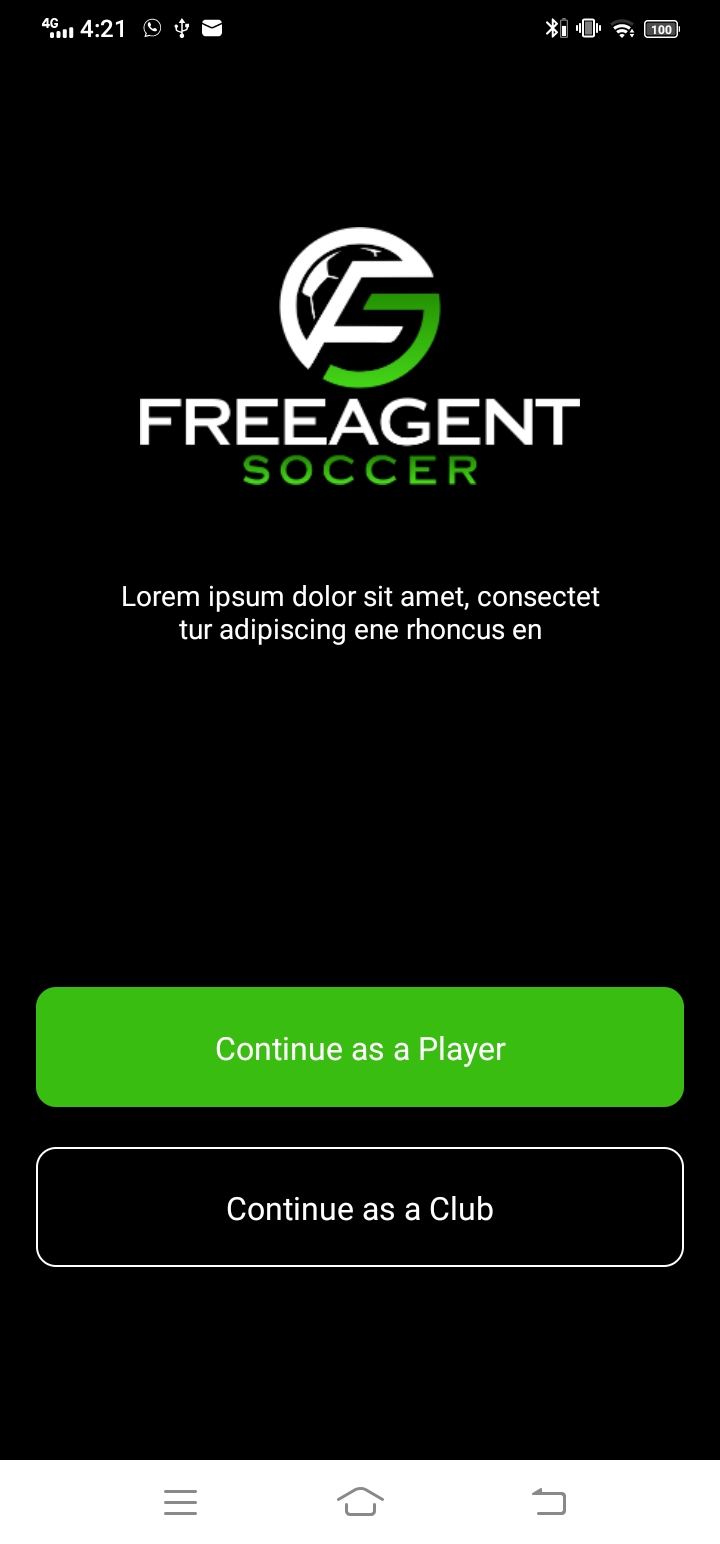 4G 4:21 100
FREEAGENT
SOCCER
Lorem ipsum dolor sit amet, consectet
tur adipiscing ene rhoncus en
Continue as a Player
Continue as a Club